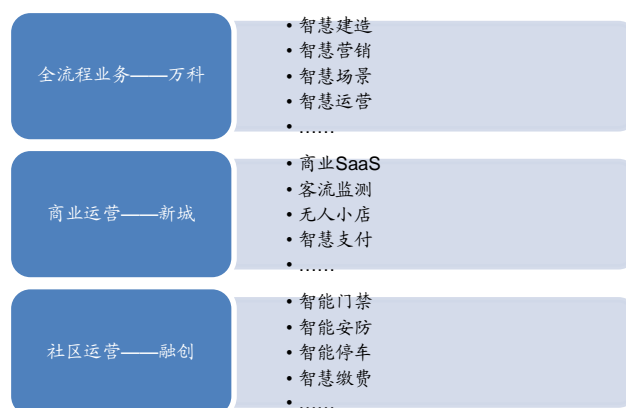 全流程业务——万科
• 智慧建造
• 智慧营销
• 智慧场景
• 智慧运营
• ……
商业运营——新城
• 商业SaaS
• 客流监测
• 无人小店
• 智慧支付
• ……
社区运营——融创
• 智能门禁
• 智能安防
• 智能停车
• 智慧缴费
• ……